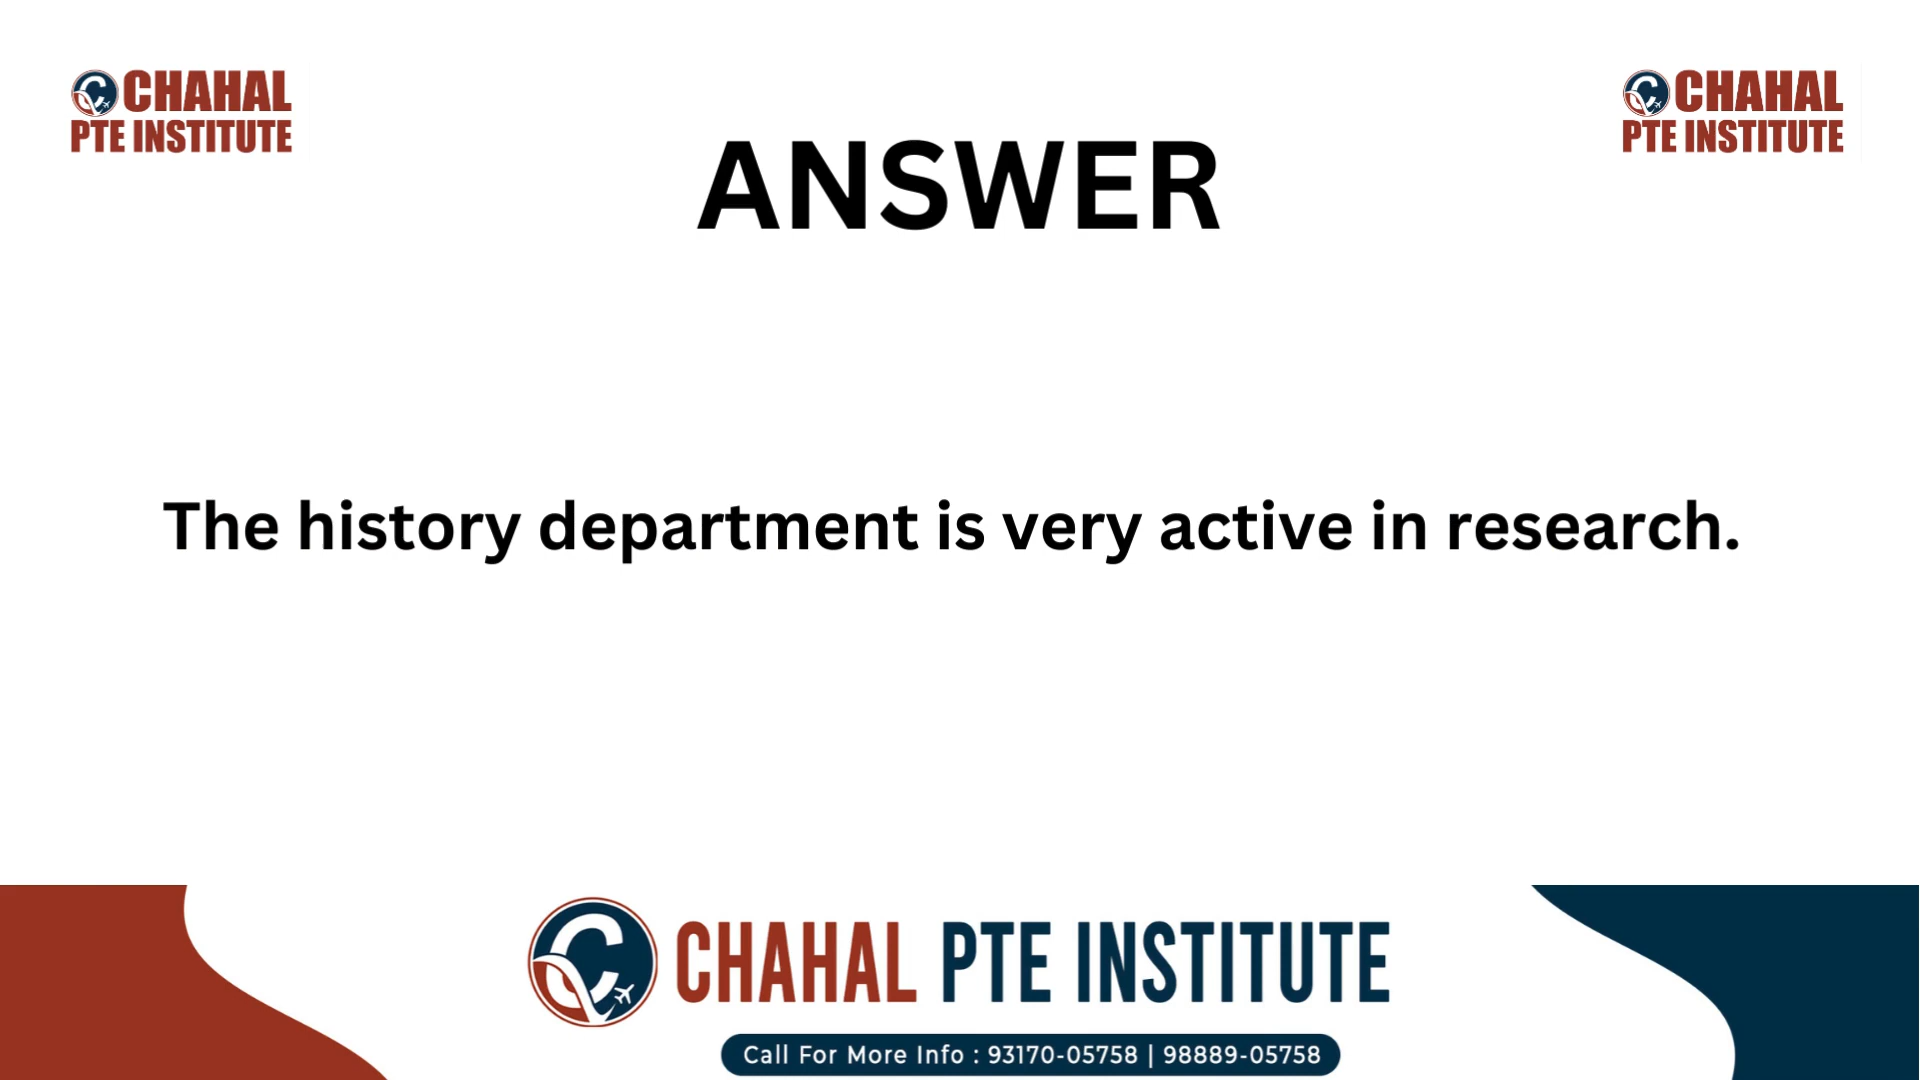 CHAHAL
PTE INSTITUTE
CHAHAL
PTE INSTITUTE
ANSWER
The history department is very active in research.
CHAHAL PTE INSTITUTE
Call For More Info : 93170-05758 | 98889-05758